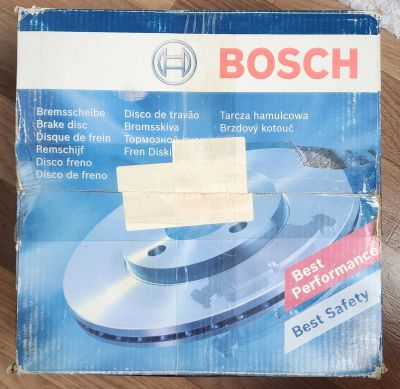 BOSCH
Bremsscheibe
Brake disc
Disque de frein
Remschijf
Disco freno
Disco de freno
Disco de travão
Bromsskiva
Тормозной
Fren Diski
Tarcza hamulcowa
Brzdový kotouč
Best
Performance
Best Safety